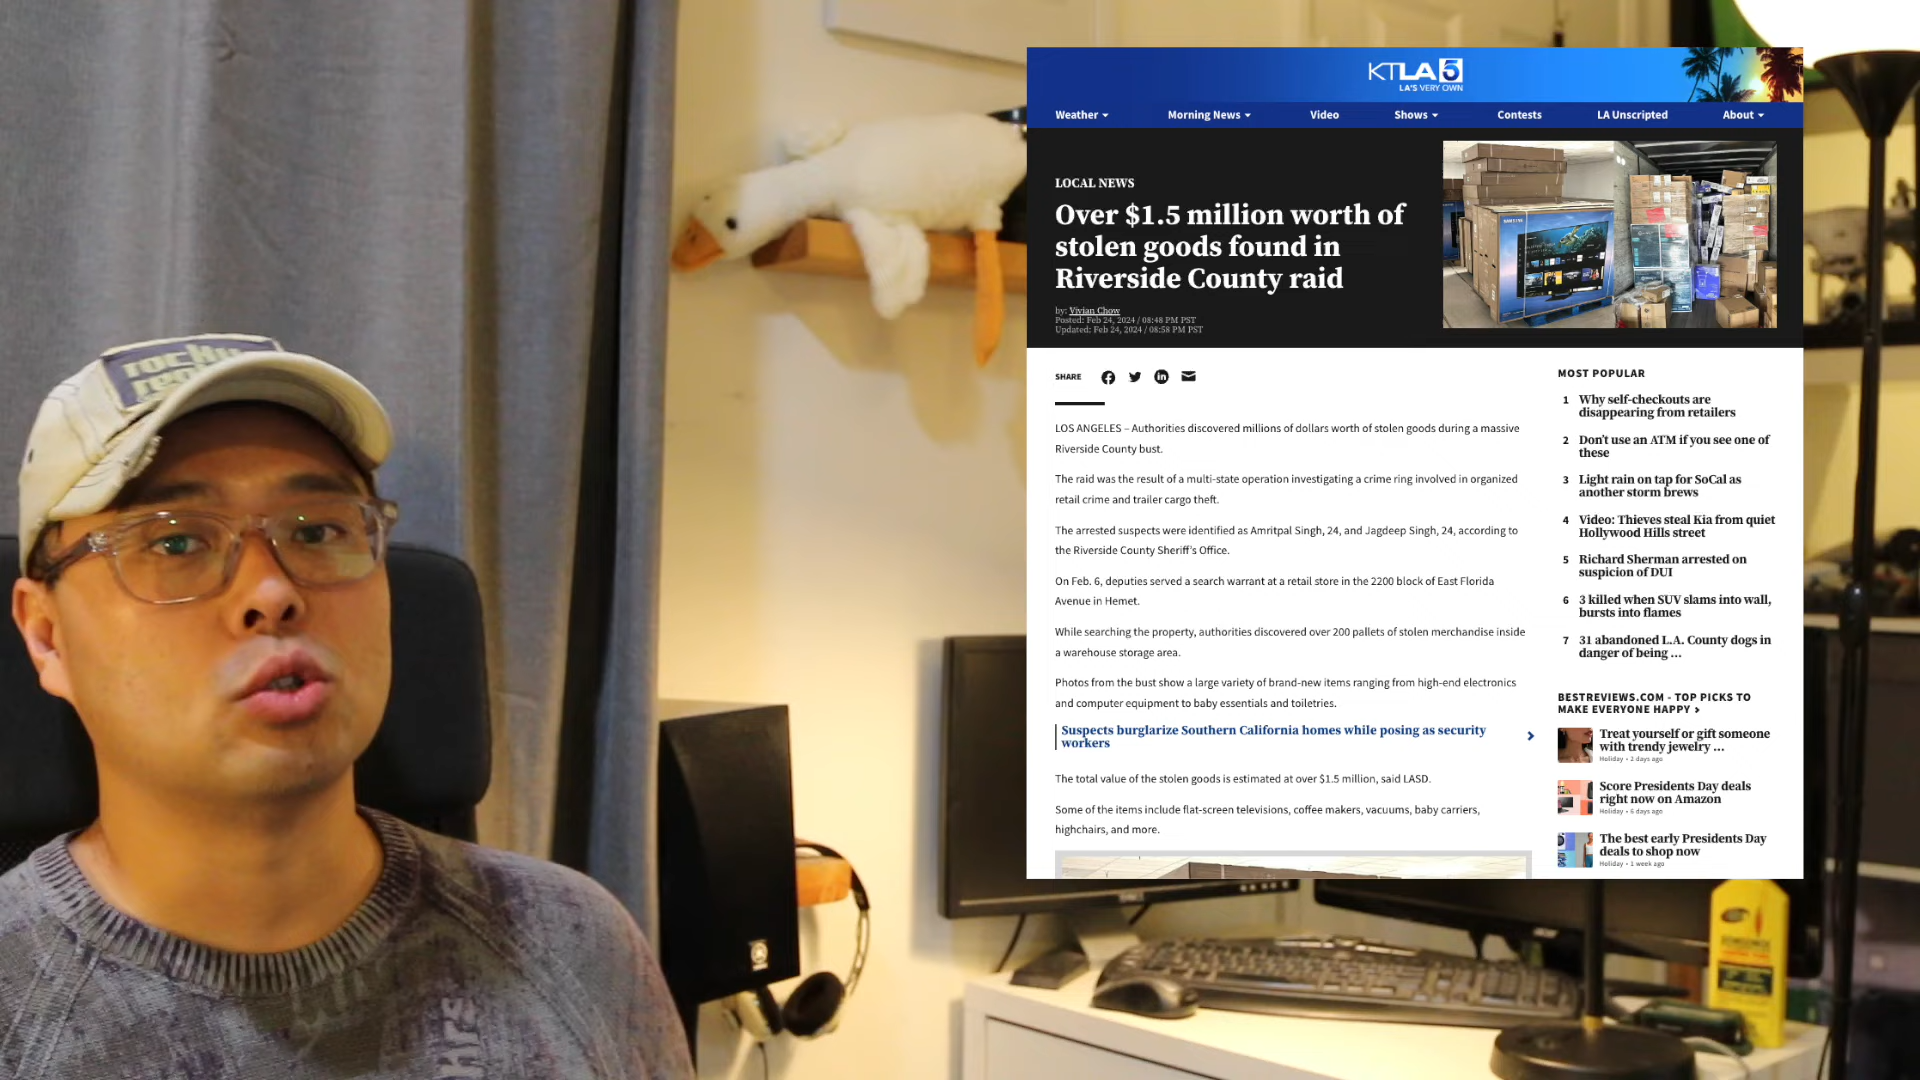 KTLA 5
LA'S VERY OWN
Weather
Morning News
Video
Shows
Contests
LA Unscripted
About
LOCAL NEWS
Over $1.5 million worth of
stolen goods found in
Riverside County raid
by: Vivian Chow
Posted: Feb 24, 2024 / 08:48 PM PST
Updated: Feb 24, 2024 / 08:58 PM PST
SAMSUNG
SHARE
LOS ANGELES – Authorities discovered millions of dollars worth of stolen goods during a massive
Riverside County bust.
The raid was the result of a multi-state operation investigating a crime ring involved in organized
retail crime and trailer cargo theft.
The arrested suspects were identified as Amritpal Singh, 24, and Jagdeep Singh, 24, according to
the Riverside County Sheriff's Office.
On Feb. 6, deputies served a search warrant at a retail store in the 2200 block of East Florida
Avenue in Hemet.
While searching the property, authorities discovered over 200 pallets of stolen merchandise inside
a warehouse storage area.
Photos from the bust show a large variety of brand-new items ranging from high-end electronics
and computer equipment to baby essentials and toiletries.
Suspects burglarize Southern California homes while posing as security
workers
The total value of the stolen goods is estimated at over $1.5 million, said LASD.
Some of the items include flat-screen televisions, coffee makers, vacuums, baby carriers,
highchairs, and more.
MOST POPULAR
1 Why self-checkouts are
disappearing from retailers
2 Don't use an ATM if you see one of
these
3 Light rain on tap for SoCal as
another storm brews
4 Video: Thieves steal Kia from quiet
Hollywood Hills street
5 Richard Sherman arrested on
suspicion of DUI
6 3 killed when SUV slams into wall,
bursts into flames
7 31 abandoned L.A. County dogs in
danger of being ...
BESTREVIEWS.COM - TOP PICKS TO
MAKE EVERYONE HAPPY >
Treat yourself or gift someone
with trendy jewelry ...
Holiday • 2 days ago
Score Presidents Day deals
right now on Amazon
Holiday • 6 days ago
The best early Presidents Day
deals to shop now
Holiday • 1 week ago